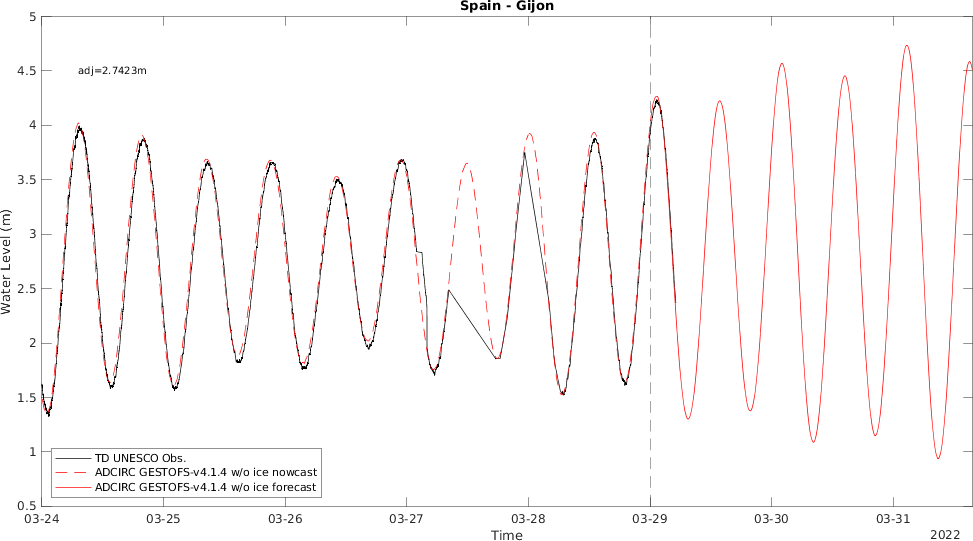 Spain - Gijon
5
4.5
4
3.5
3
2.5
2
1.5
1
0.5
Water Level (m)
adj=2.7423m
TD UNESCO Obs.
ADCIRC GESTOFS-v4.1.4 w/o ice nowcast
ADCIRC GESTOFS-v4.1.4 w/o ice forecast
03-24 03-25 03-26 03-27 03-28 03-29 03-30 03-31
Time
2022